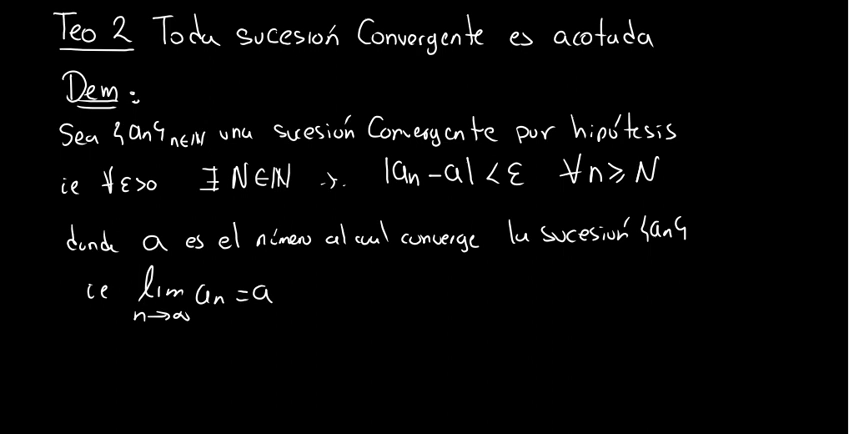 Teo 2 Toda sucesión Convergente es acotada
Dem:
Sea {an}n∈ℕ una sucesión Convergente por hipótesis
ie ∀ε>0 ∃ N∈ℕ .э. |an-a|<ε ∀n≥N
donde a es el número al cual converge la sucesión {an}
ie lim n→∞ an=a